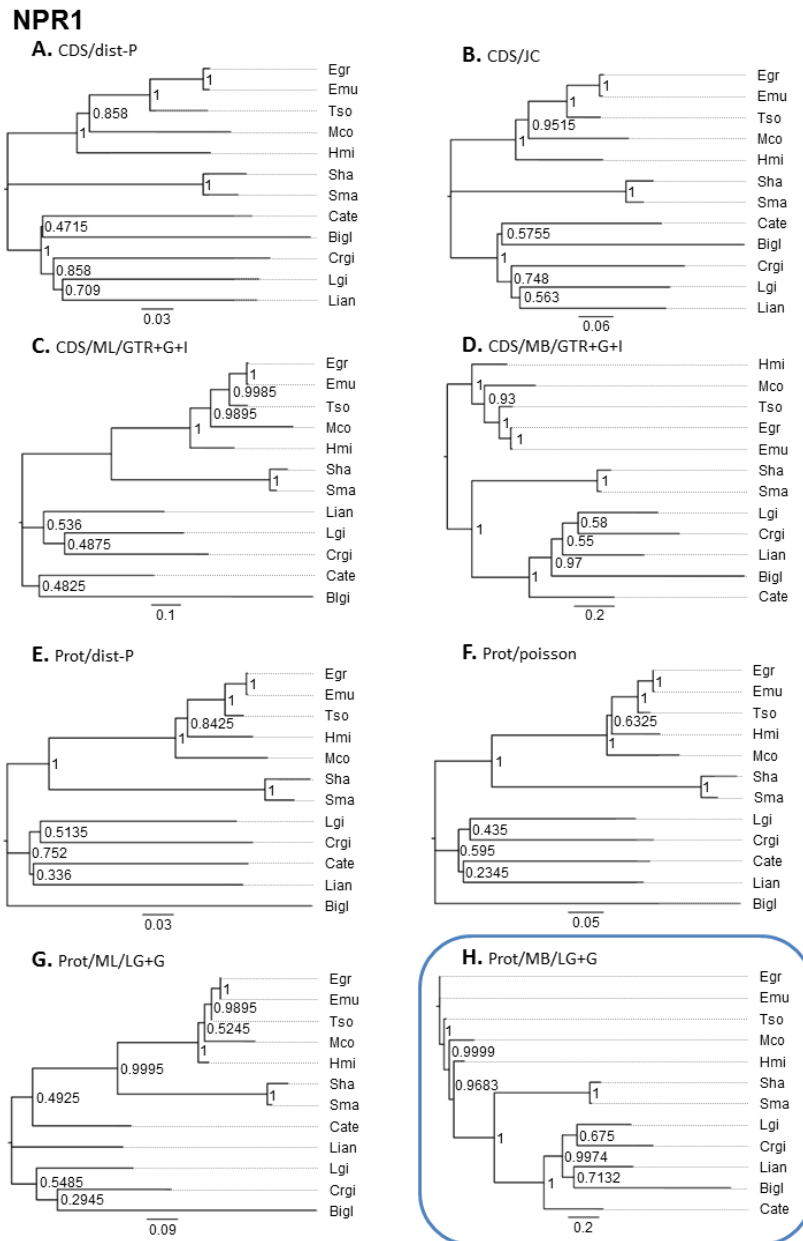 NPR1
A. CDS/dist-P
Egr
1
Emu
1
Tso
0.858
Mco
1
Hmi
Sha
1
Sma
Cate
0.4715
Bigl
1
Crgi
0.858
Lgi
0.709
Lian
0.03
B. CDS/JC
Egr
1
Emu
1
Tso
0.9515
Mco
1
Hmi
Sha
1
Sma
Cate
0.5755
Bigl
1
Crgi
0.748
Lgi
0.563
Lian
0.06
C. CDS/ML/GTR+G+I
Egr
1
Emu
0.9985
Tso
0.9895
Mco
1
Hmi
Sha
1
Sma
Lian
0.536
Lgi
0.4875
Crgi
Cate
0.4825
Blgi
0.1
D. CDS/MB/GTR+G+I
Hmi
1
Mco
0.93
Tso
1
Egr
1
Emu
Sha
1
Sma
Lgi
0.58
Crgi
1
0.55
Lian
0.97
Bigl
1
Cate
0.2
E. Prot/dist-P
Egr
1
Emu
1
Tso
0.8425
Hmi
1
Mco
1
Sha
1
Sma
Lgi
0.5135
Crgi
0.752
Cate
0.336
Lian
Bigl
0.03
F. Prot/poisson
Egr
1
Emu
1
Tso
0.6325
Hmi
1
Mco
1
Sha
1
Sma
Lgi
0.435
Crgi
0.595
Cate
0.2345
Lian
Bigl
0.05
G. Prot/ML/LG+G
Egr
1
Emu
0.9895
Tso
0.5245
Mco
1
Hmi
0.9995
Sha
1
Sma
0.4925
Cate
Lian
Lgi
0.5485
Crgi
0.2945
Bigl
0.09
H. Prot/MB/LG+G
Egr
Emu
Tso
1
Mco
0.9999
Hmi
0.9683
Sha
1
Sma
Lgi
0.675
1
Crgi
0.9974
Lian
0.7132
1
Bigl
Cate
0.2